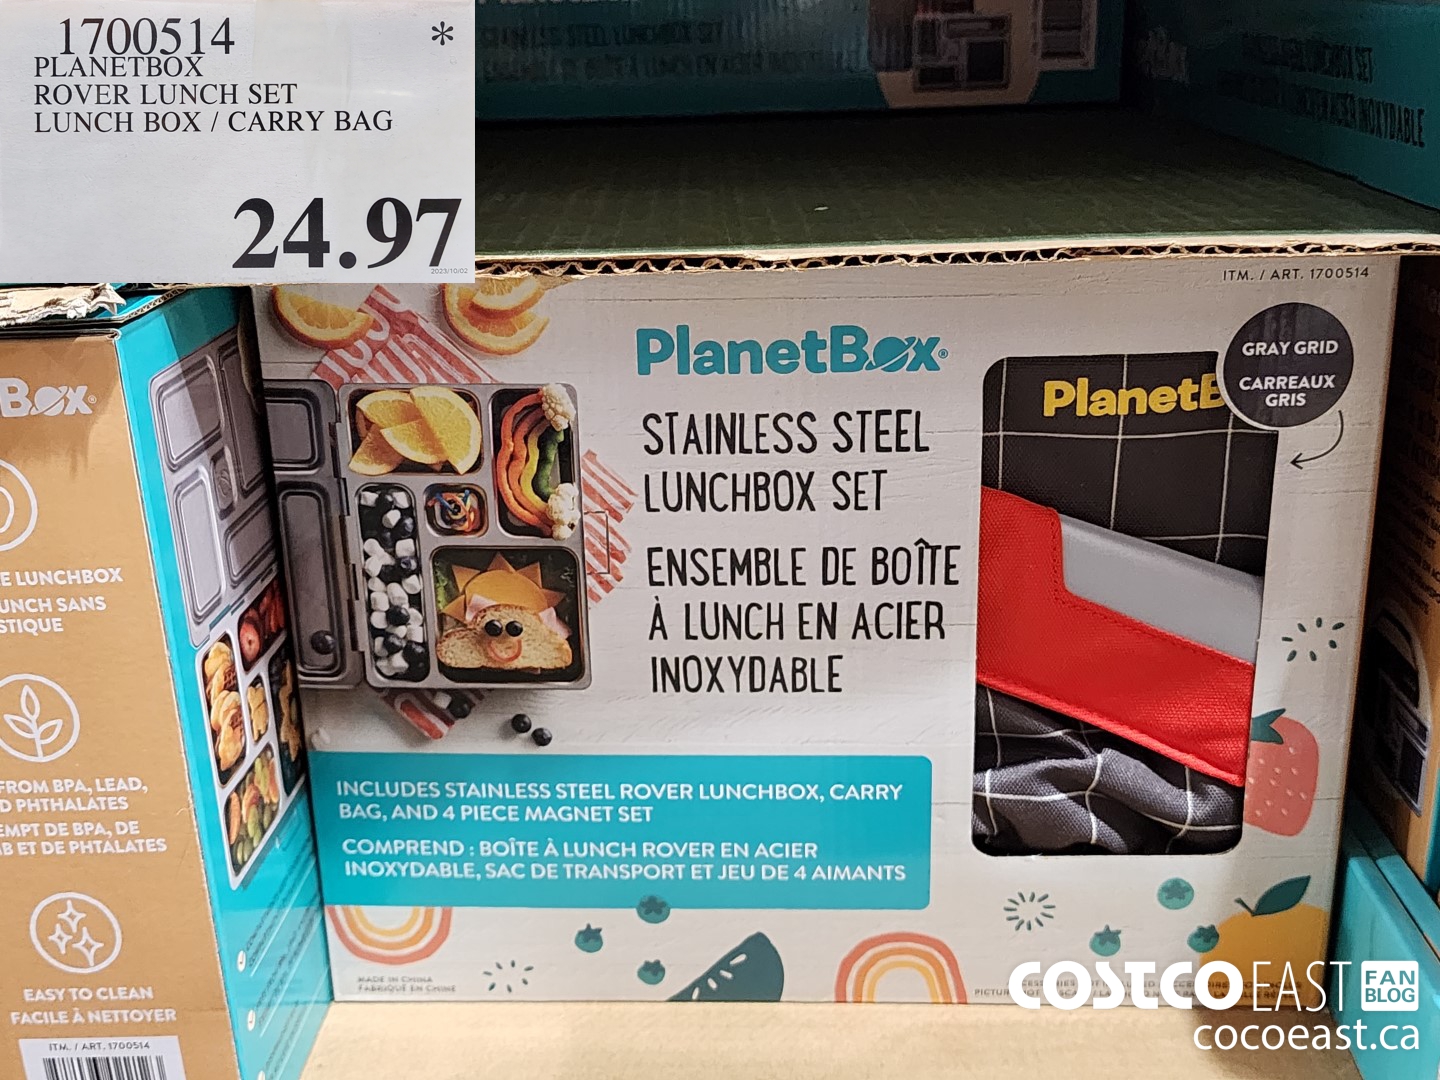 1700514 *
PLANETBOX
ROVER LUNCH SET
LUNCH BOX / CARRY BAG
24.97
2023/10/02
ITM. / ART. 1700514
PlanetBox®
STAINLESS STEEL
LUNCHBOX SET
ENSEMBLE DE BOÎTE
À LUNCH EN ACIER
INOXYDABLE
GRAY GRID
CARREAUX
GRIS
PlanetB
INCLUDES STAINLESS STEEL ROVER LUNCHBOX, CARRY
BAG, AND 4 PIECE MAGNET SET
COMPREND : BOÎTE À LUNCH ROVER EN ACIER
INOXYDABLE, SAC DE TRANSPORT ET JEU DE 4 AIMANTS
MADE IN CHINA
FABRIQUÉ EN CHINE
Box®
E LUNCHBOX
UNCH SANS
STIQUE
FROM BPA, LEAD,
D PHTHALATES
EMPT DE BPA, DE
B ET DE PHTALATES
EASY TO CLEAN
FACILE À NETTOYER
ITM. / ART. 1700514
COSTCO EAST FAN
BLOG
cocoeast.ca